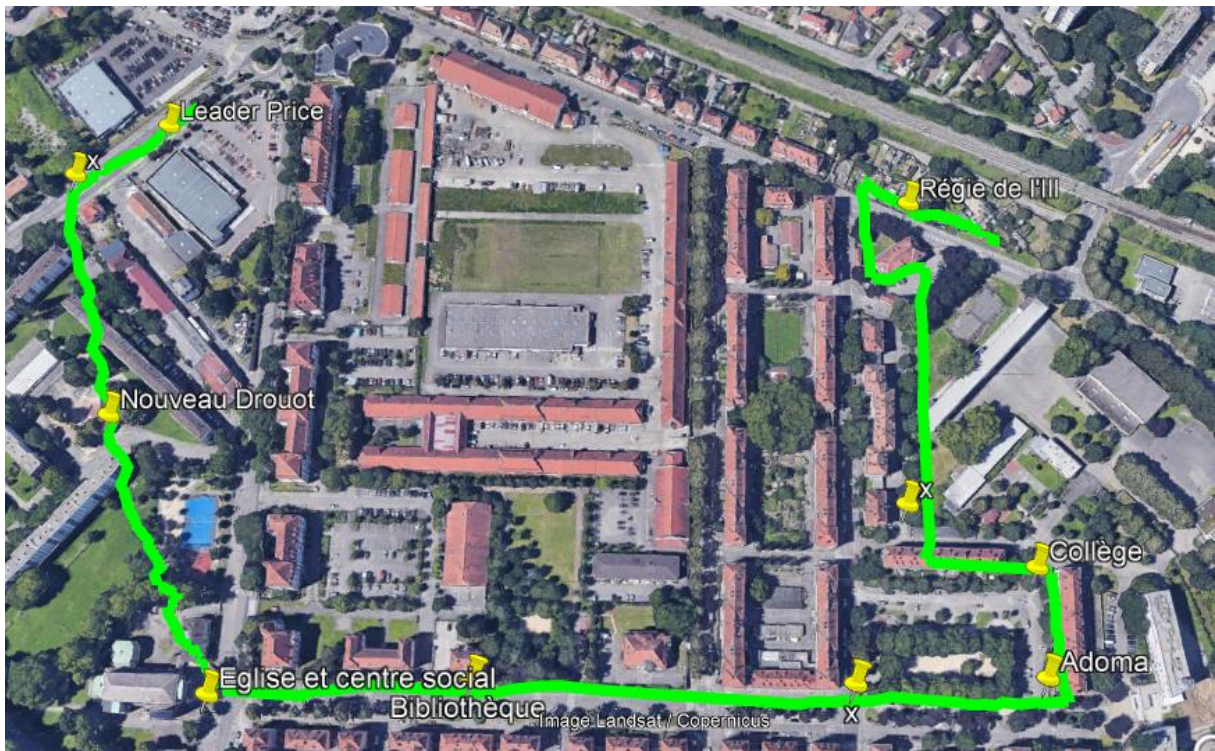 Leader Price
x
Régie de l'Ill
Nouveau Drouot
x
Collège
Adoma
Eglise et centre social
Bibliothèque
x
Image Landsat / Copernicus